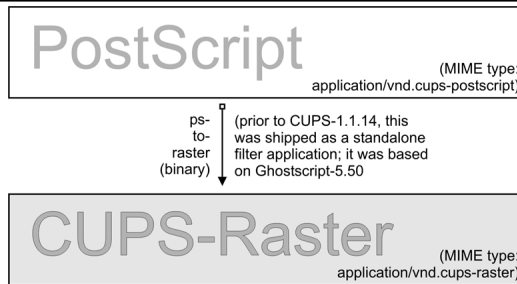 PostScript
(MIME type:
application/vnd.cups-postscript)
ps-
to-
raster
(binary)
(prior to CUPS-1.1.14, this
was shipped as a standalone
filter application; it was based
on Ghostscript-5.50
CUPS-Raster
(MIME type:
application/vnd.cups-raster)